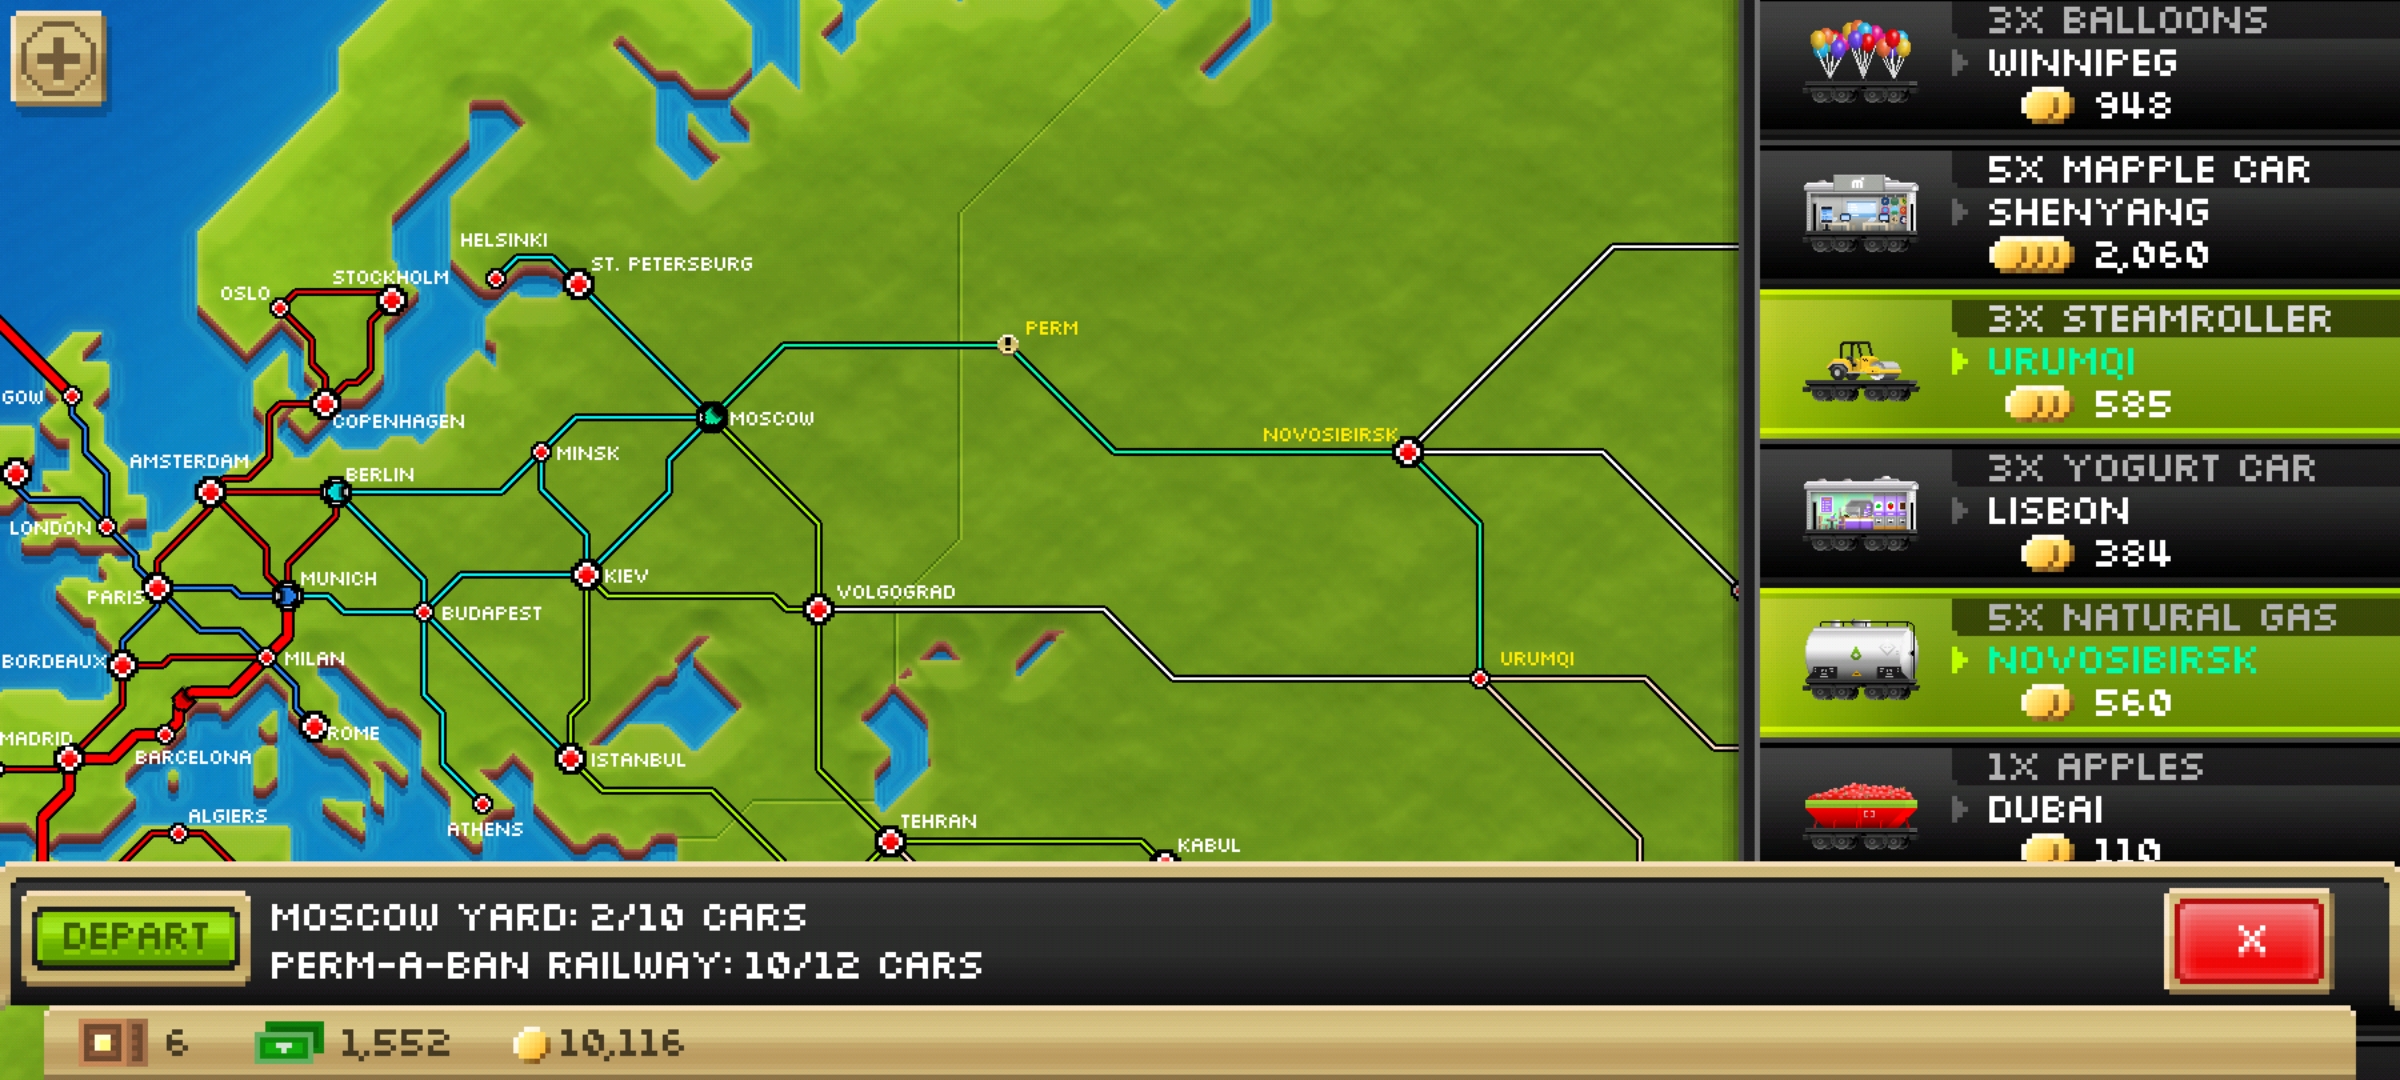 HELSINKI
ST. PETERSBURG
STOCKHOLM
OSLO
PERM
GOW
COPENHAGEN
MOSCOW
NOVOSIBIRSK
MINSK
AMSTERDAM
BERLIN
LONDON
MUNICH
KIEV
PARIS
VOLGOGRAD
BUDAPEST
BORDEAUX
MILAN
URUMQI
MADRID
ROME
BARCELONA
ISTANBUL
ALGIERS
ATHENS
TEHRAN
KABUL
3X BALLOONS
WINNIPEG
948
5X MAPPLE CAR
SHENYANG
2,060
3X STEAMROLLER
URUMQI
585
3X YOGURT CAR
LISBON
384
5X NATURAL GAS
NOVOSIBIRSK
560
1X APPLES
DUBAI
110
DEPART
MOSCOW YARD: 2/10 CARS
PERM-A-BAN RAILWAY: 10/12 CARS
X
6
1,552
10,116